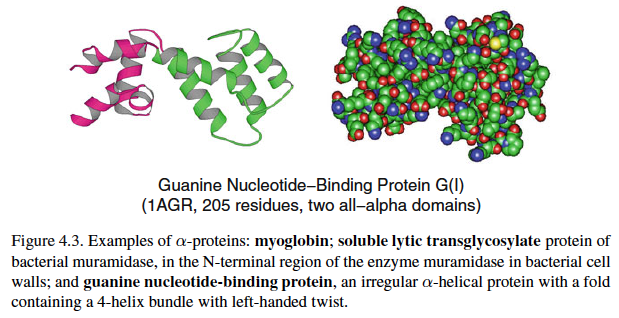 Guanine Nucleotide−Binding Protein G(I)
(1AGR, 205 residues, two all−alpha domains)
Figure 4.3. Examples of α-proteins: myoglobin; soluble lytic transglycosylate protein of
bacterial muramidase, in the N-terminal region of the enzyme muramidase in bacterial cell
walls; and guanine nucleotide-binding protein, an irregular α-helical protein with a fold
containing a 4-helix bundle with left-handed twist.